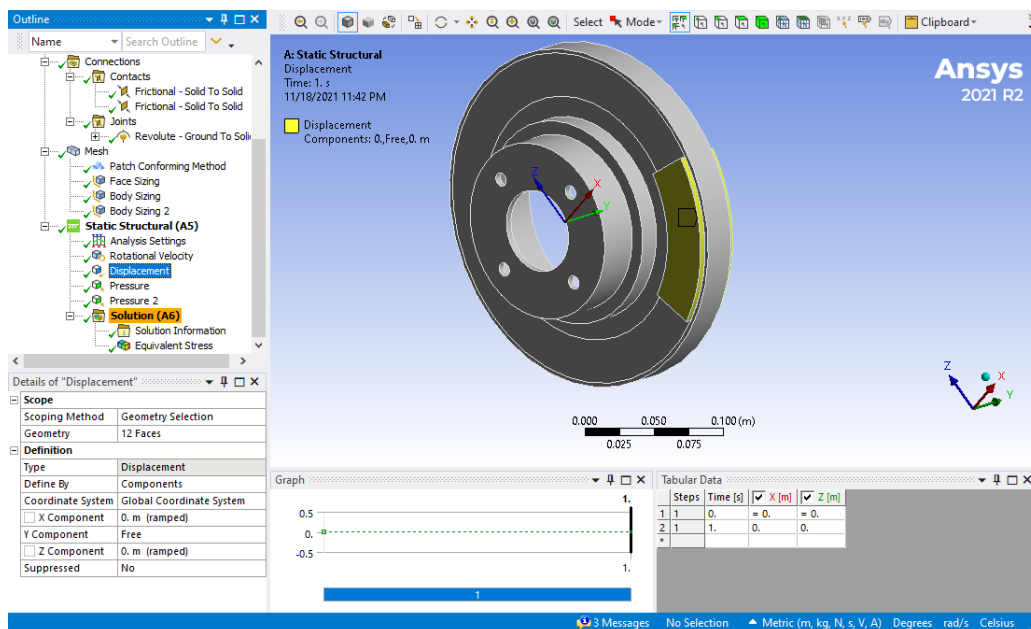 Outline
Name
Search Outline
Connections
Contacts
Frictional - Solid To Solid
Frictional - Solid To Solid
Joints
Revolute - Ground To Soli
Mesh
Patch Conforming Method
Face Sizing
Body Sizing
Body Sizing 2
Static Structural (A5)
Analysis Settings
Rotational Velocity
Displacement
Pressure
Pressure 2
Solution (A6)
Solution Information
Equivalent Stress
Details of "Displacement"
Scope
Scoping Method Geometry Selection
Geometry 12 Faces
Definition
Type Displacement
Define By Components
Coordinate System Global Coordinate System
X Component 0. m (ramped)
Y Component Free
Z Component 0. m (ramped)
Suppressed No
Select Mode Clipboard
A: Static Structural
Displacement
Time: 1. s
11/18/2021 11:42 PM
Displacement
Components: 0.,Free,0. m
Ansys
2021 R2
Z
X
Y
Z
X
Y
0.000 0.050 0.100 (m)
0.025 0.075
Graph
1.
0.5
0.
-0.5
1.
1
Tabular Data
Steps Time [s] X [m] Z [m]
1 1 0. = 0. = 0.
2 1 1. 0. 0.
*
3 Messages No Selection Metric (m, kg, N, s, V, A) Degrees rad/s Celsius